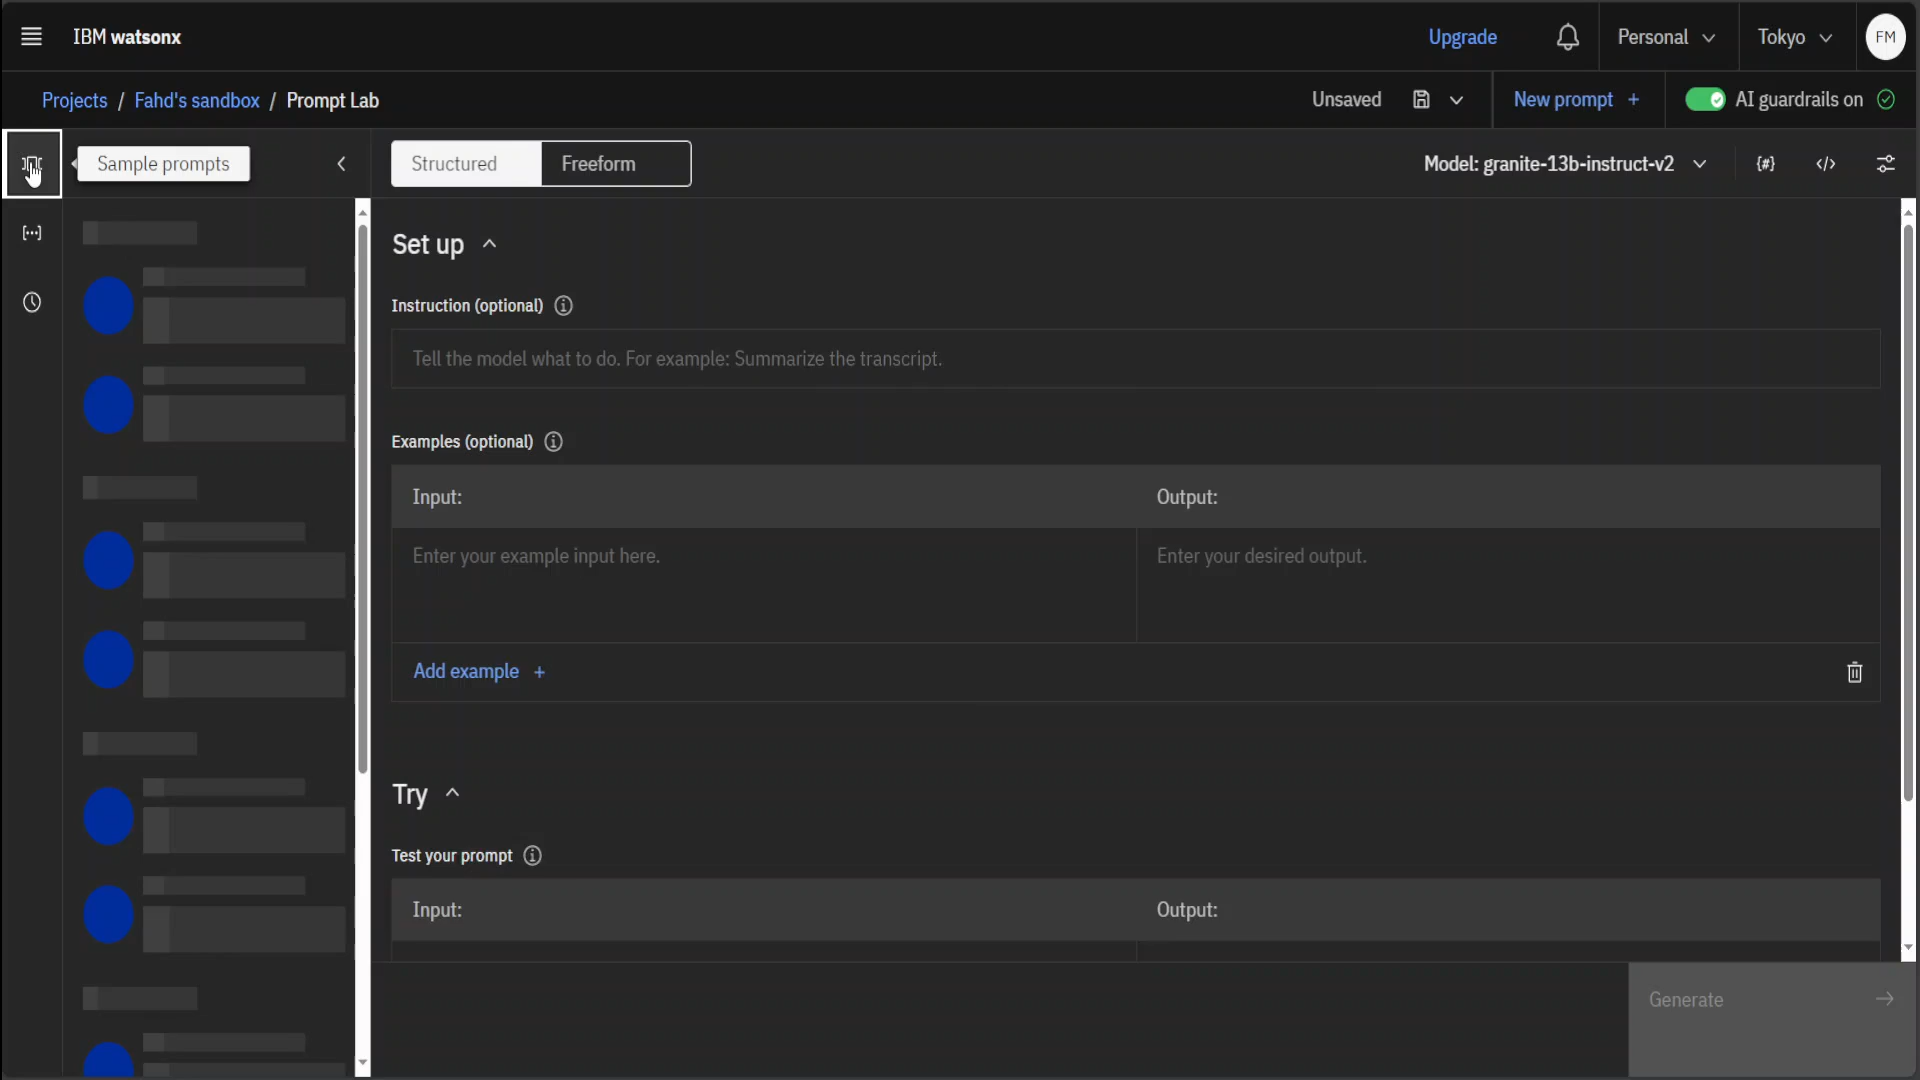 IBM watsonx
Upgrade
Personal
Tokyo
FM
Projects / Fahd's sandbox / Prompt Lab
Unsaved
New prompt +
AI guardrails on
Sample prompts
Structured
Freeform
Model: granite-13b-instruct-v2
{#}
</>
Set up
Instruction (optional)
Tell the model what to do. For example: Summarize the transcript.
Examples (optional)
Input:
Output:
Enter your example input here.
Enter your desired output.
Add example +
Try
Test your prompt
Input:
Output:
Generate